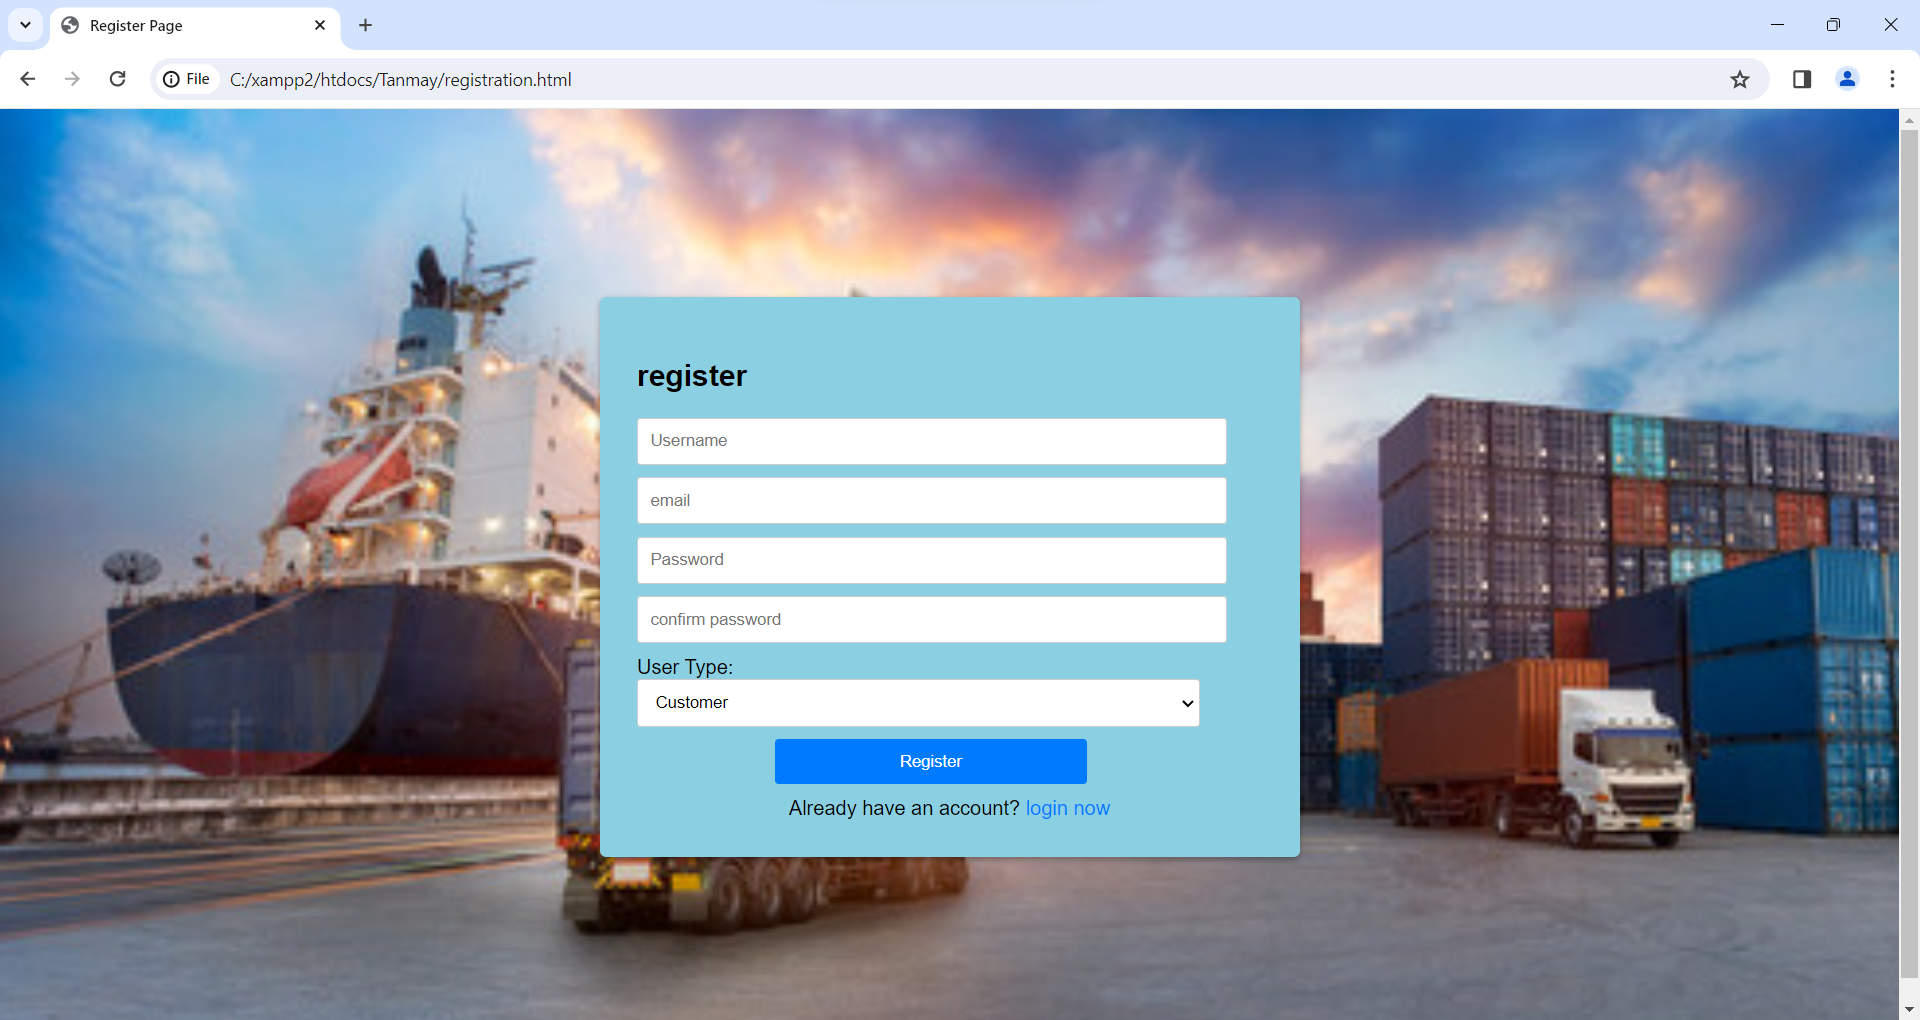 Register Page
File C:/xampp2/htdocs/Tanmay/registration.html
register
Username
email
Password
confirm password
User Type:
Customer
Register
Already have an account? login now